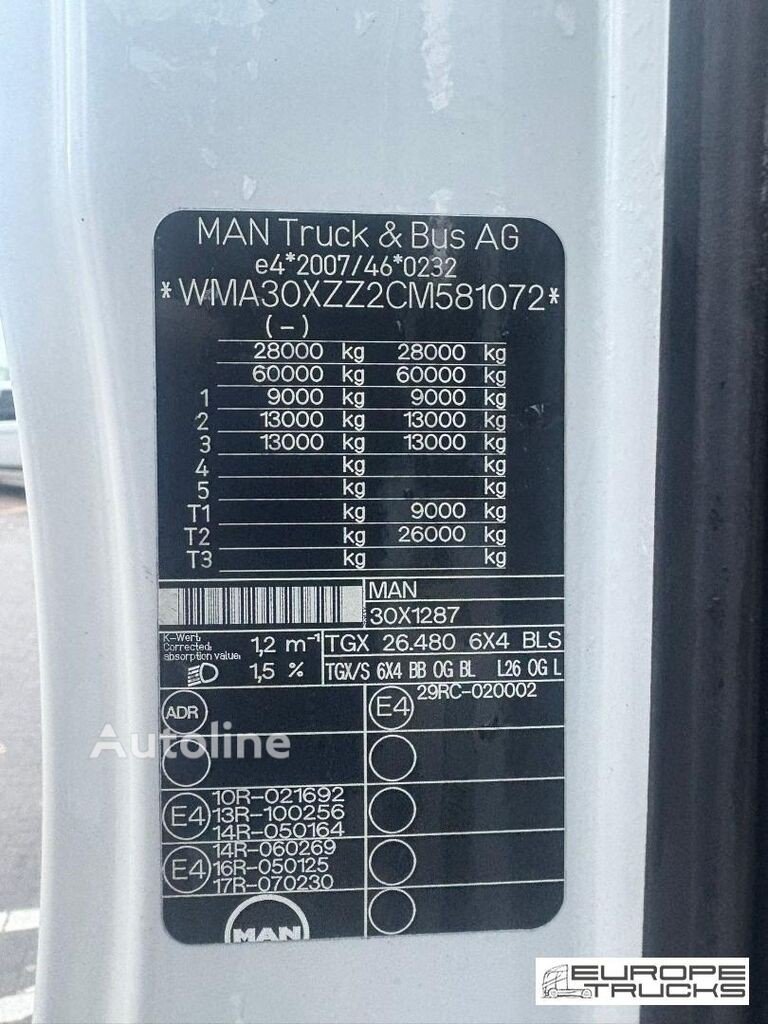 MAN Truck & Bus AG
e4*2007/46*0232
*WMA30XZZ2CM581072*
(-)
28000 kg 28000 kg
60000 kg 60000 kg
1 9000 kg 9000 kg
2 13000 kg 13000 kg
3 13000 kg 13000 kg
4 kg kg
5 kg kg
T1 kg 9000 kg
T2 kg 26000 kg
T3 kg kg
MAN
30X1287
K-Wert:
Corrected
absorption value:
1,2 m⁻¹
TGX 26.480 6X4 BLS
1,5 %
TGX/S 6X4 BB OG BL L26 OG L
ADR
E4 29RC-020002
Autoline
E4
10R-021692
13R-100256
14R-050164
E4
14R-060269
16R-050125
17R-070230
MAN
EUROPE
TRUCKS